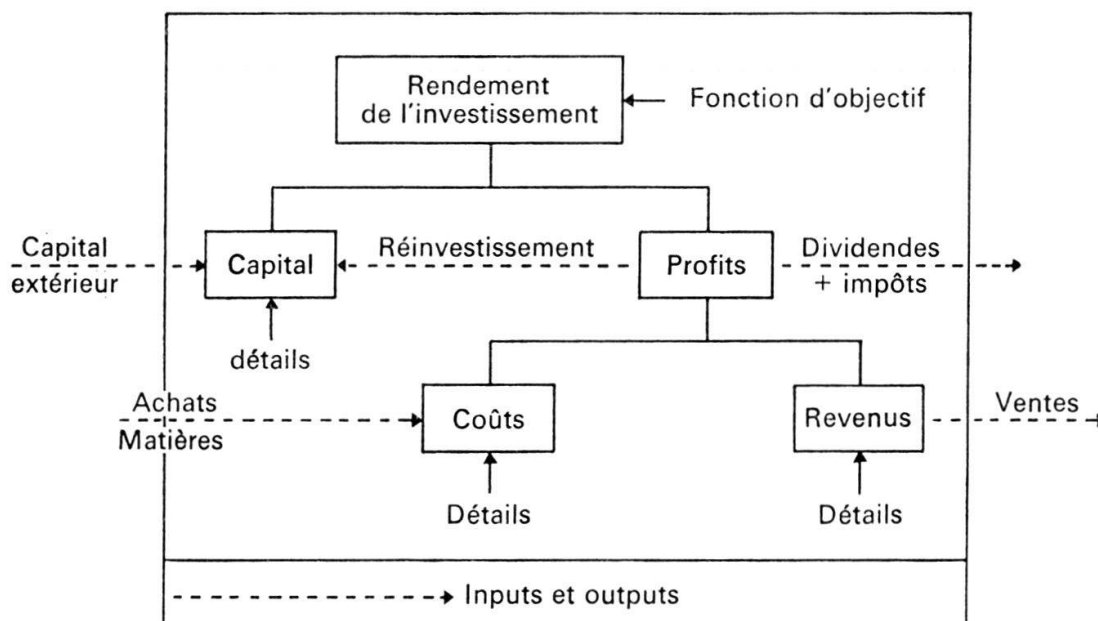 Rendement
de l'investissement
Fonction d'objectif
Capital
extérieur
Capital
Réinvestissement
Profits
Dividendes
+ impôts
détails
Achats
Matières
Coûts
Revenus
Ventes
Détails
Détails
Inputs et outputs